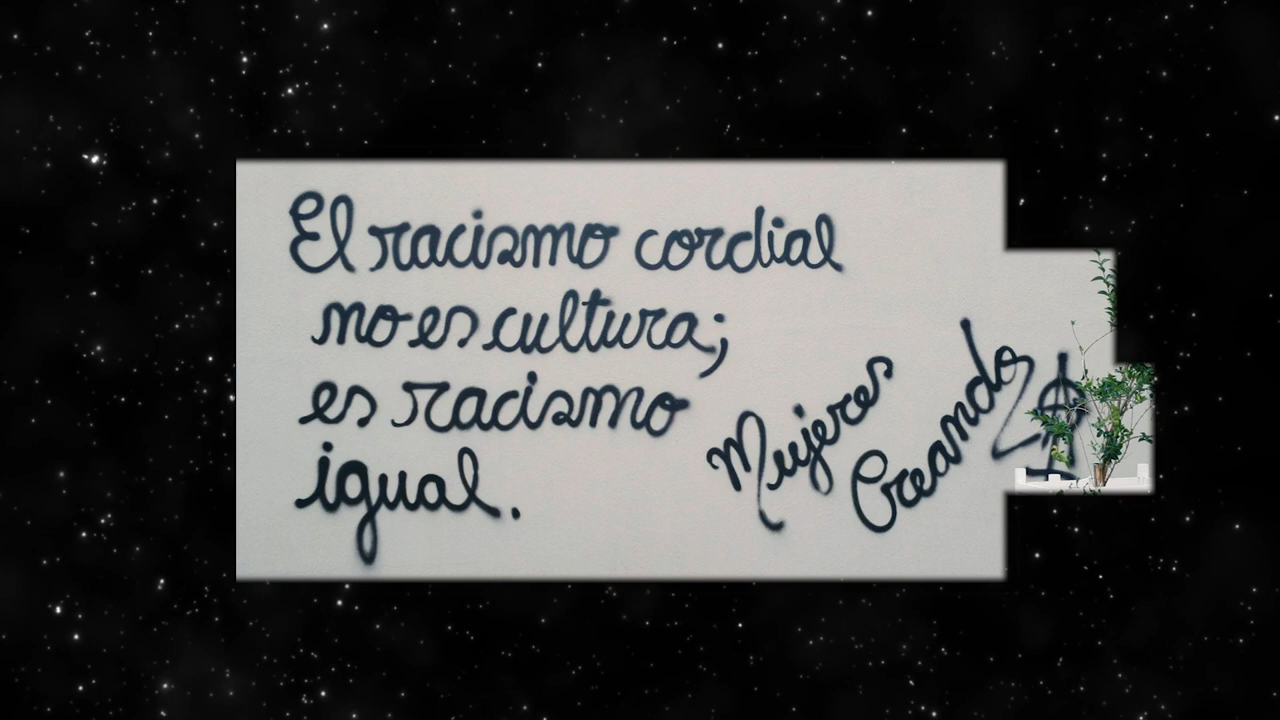 El racismo cordial
no es cultura;
es racismo
igual.
Mujeres
Creando